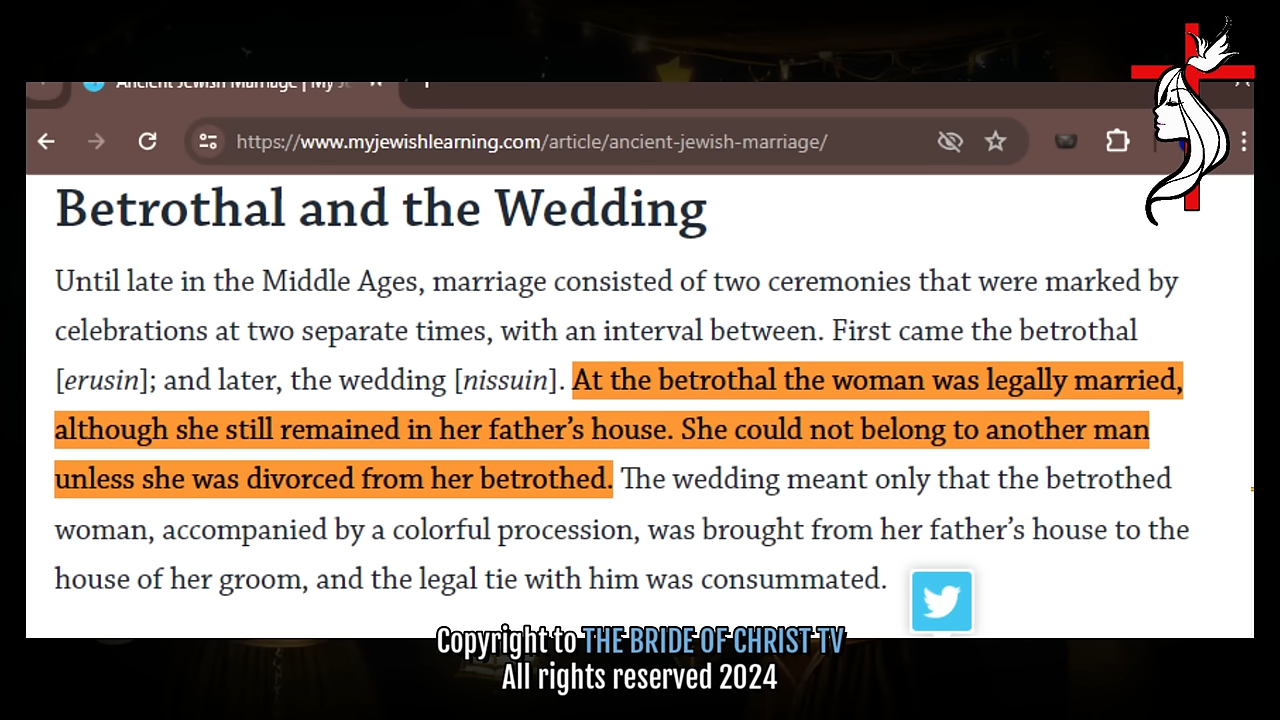 Ancient Jewish Marriage | My Je
https://www.myjewishlearning.com/article/ancient-jewish-marriage/
Betrothal and the Wedding
Until late in the Middle Ages, marriage consisted of two ceremonies that were marked by
celebrations at two separate times, with an interval between. First came the betrothal
[erusin]; and later, the wedding [nissuin]. At the betrothal the woman was legally married,
although she still remained in her father’s house. She could not belong to another man
unless she was divorced from her betrothed. The wedding meant only that the betrothed
woman, accompanied by a colorful procession, was brought from her father’s house to the
house of her groom, and the legal tie with him was consummated.
Copyright to THE BRIDE OF CHRIST TV
All rights reserved 2024